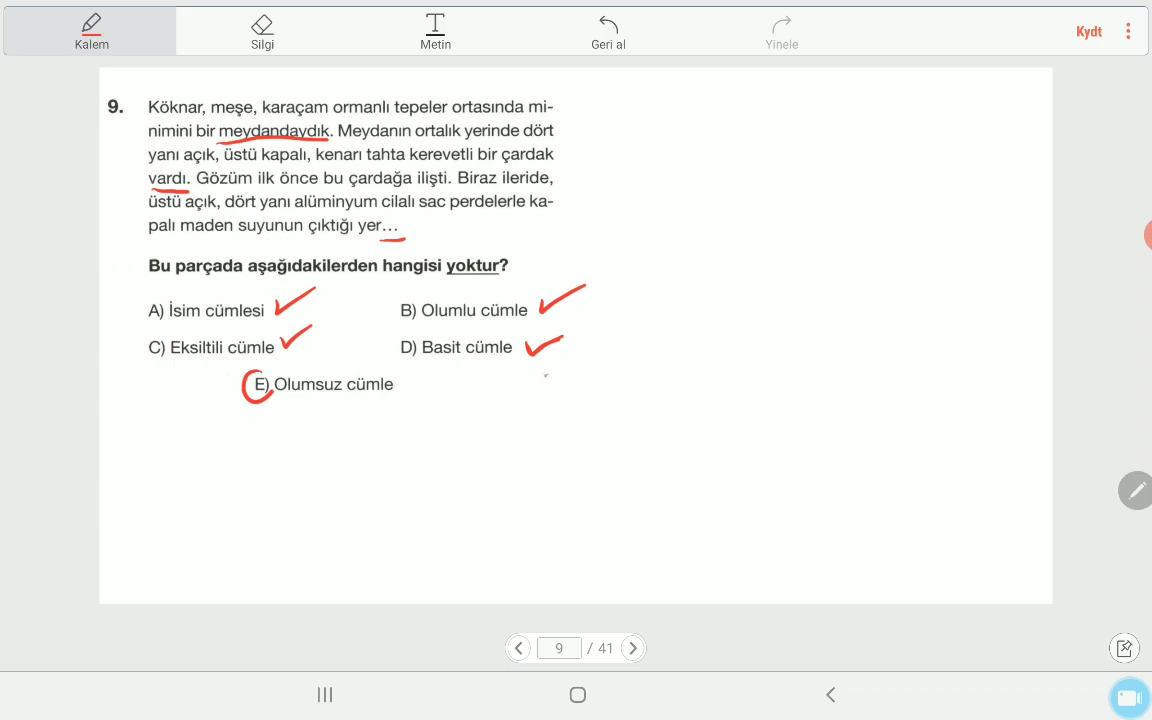 Kalem
Silgi
Metin
Geri al
Yinele
Kydt
9. Köknar, meşe, karaçam ormanlı tepeler ortasında mi-
nimini bir meydandaydık. Meydanın ortalık yerinde dört
yanı açık, üstü kapalı, kenarı tahta kerevetli bir çardak
vardı. Gözüm ilk önce bu çardağa ilişti. Biraz ileride,
üstü açık, dört yanı alüminyum cilalı sac perdelerle ka-
palı maden suyunun çıktığı yer...
Bu parçada aşağıdakilerden hangisi yoktur?
A) İsim cümlesi B) Olumlu cümle
C) Eksiltili cümle D) Basit cümle
E) Olumsuz cümle
9 / 41